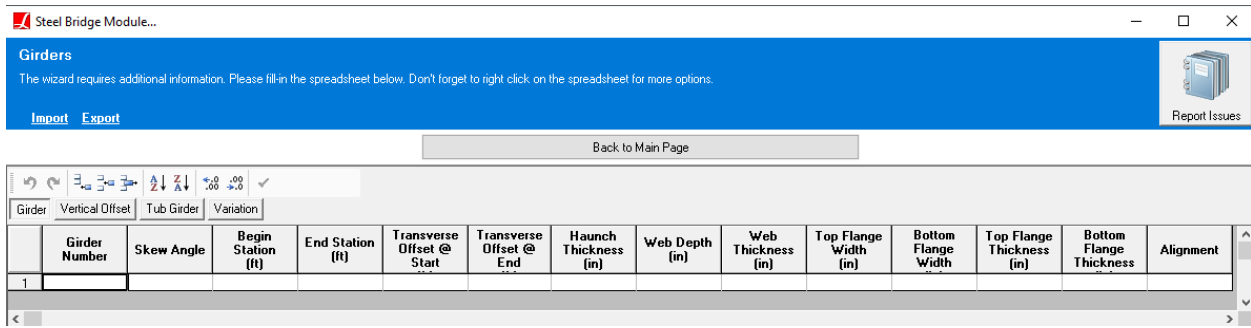 Steel Bridge Module...
Girders
The wizard requires additional information. Please fill-in the spreadsheet below. Don't forget to right click on the spreadsheet for more options.
Import Export
Report Issues
Back to Main Page
Girder Vertical Offset Tub Girder Variation
Girder Number
Skew Angle
Begin Station (ft)
End Station (ft)
Transverse Offset @ Start
Transverse Offset @ End
Haunch Thickness (in)
Web Depth (in)
Web Thickness (in)
Top Flange Width (in)
Bottom Flange Width
Top Flange Thickness (in)
Bottom Flange Thickness
Alignment
1